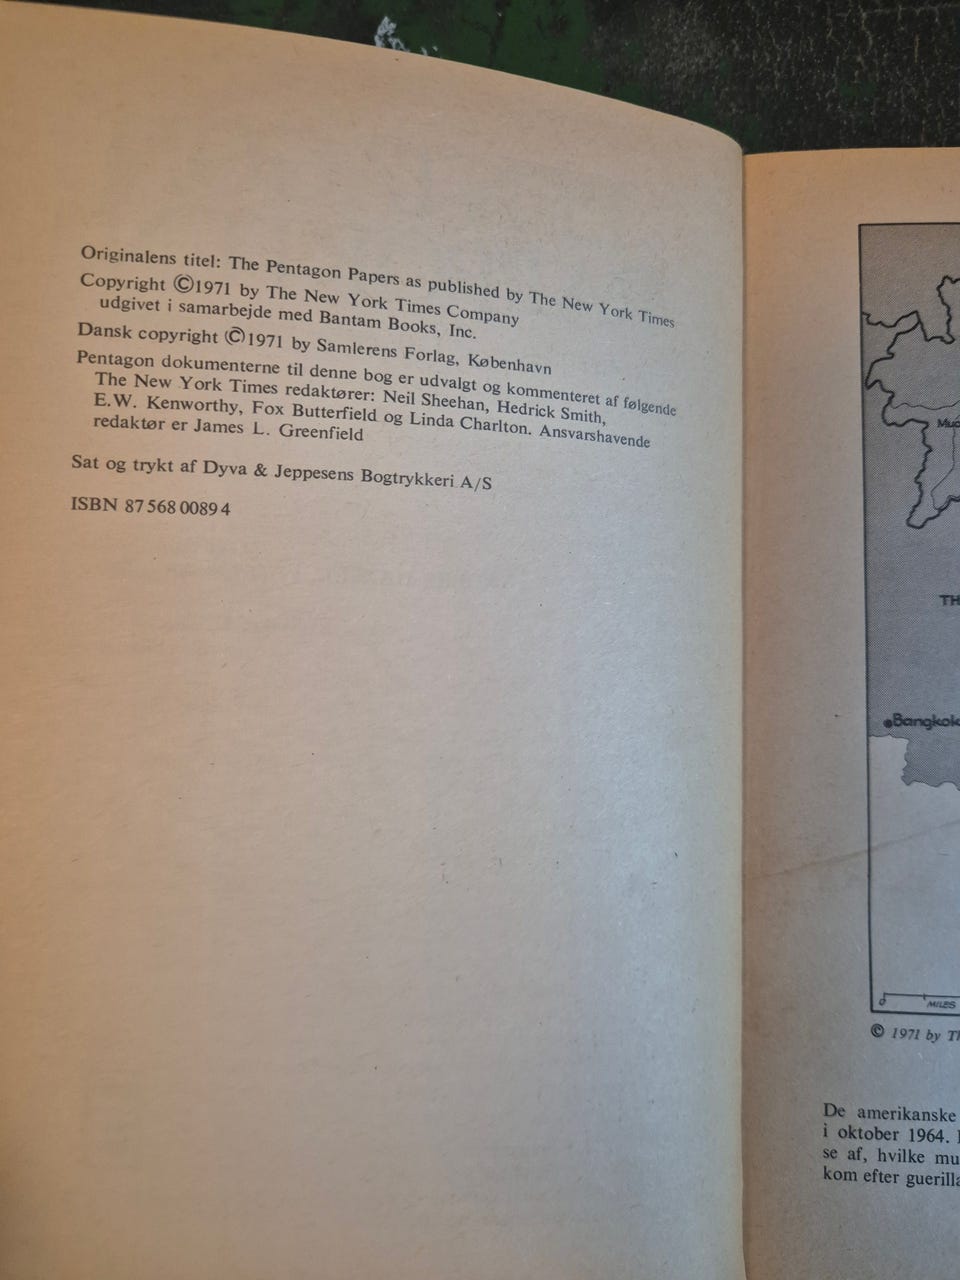 Originalens titel: The Pentagon Papers as published by The New York Times
Copyright ©1971 by The New York Times Company
udgivet i samarbejde med Bantam Books, Inc.
Dansk copyright ©1971 by Samlerens Forlag, København
Pentagon dokumenterne til denne bog er udvalgt og kommenteret af følgende
The New York Times redaktører: Neil Sheehan, Hedrick Smith,
E.W. Kenworthy, Fox Butterfield og Linda Charlton. Ansvarshavende
redaktør er James L. Greenfield
Sat og trykt af Dyva & Jeppesens Bogtrykkeri A/S
ISBN 87 568 0089 4
TH
Bangkok
0
MILES
© 1971 by
De amerikanske
i oktober 1964.
se af, hvilke
kom efter